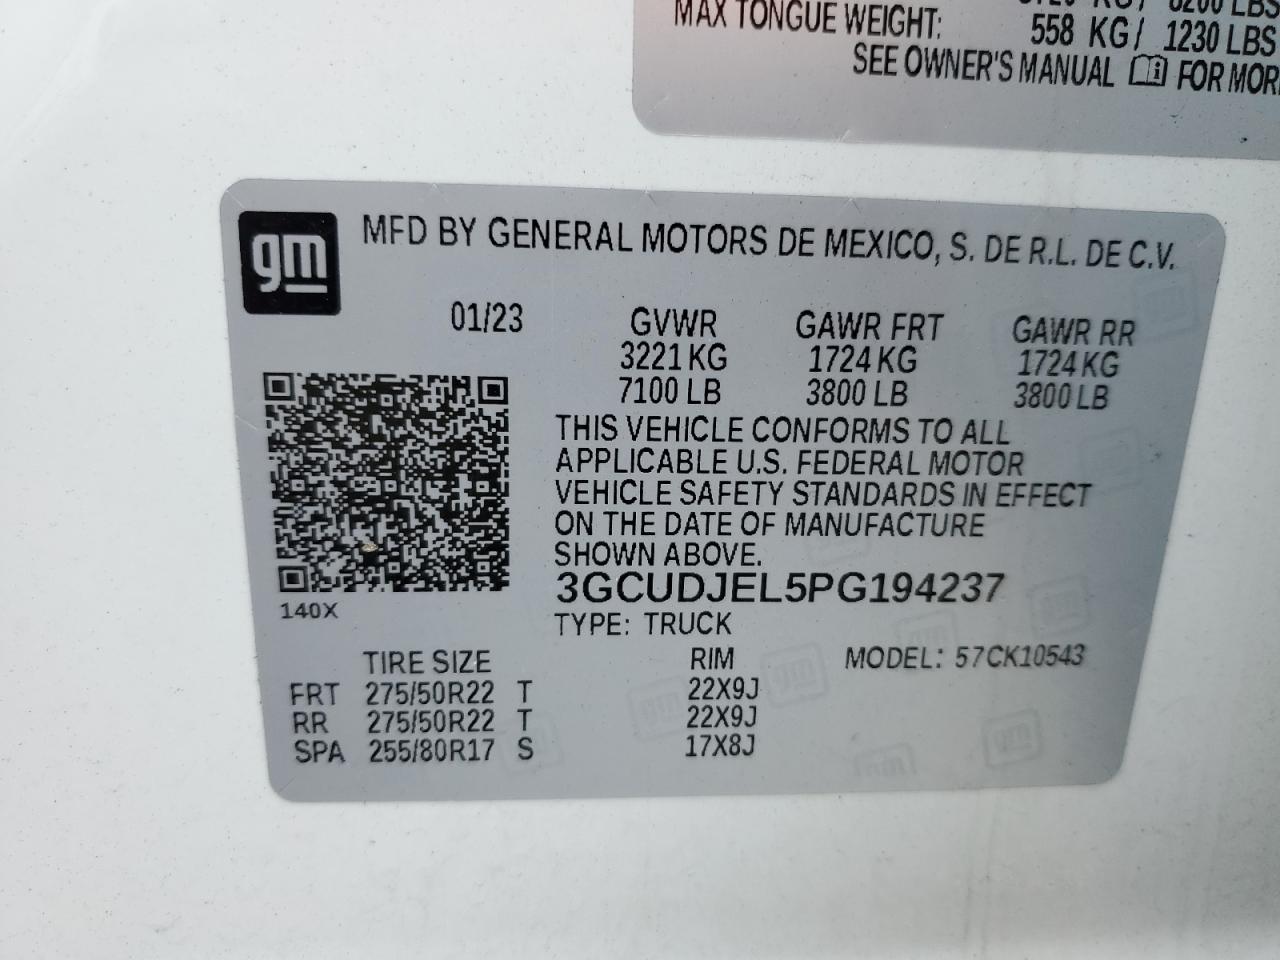 8200 LBS
MAX TONGUE WEIGHT: 558 KG/ 1230 LBS
SEE OWNER'S MANUAL FOR MOR
gm
MFD BY GENERAL MOTORS DE MEXICO, S. DE R.L. DE C.V.
01/23 GVWR GAWR FRT GAWR RR
3221 KG 1724 KG 1724 KG
7100 LB 3800 LB 3800 LB
THIS VEHICLE CONFORMS TO ALL
APPLICABLE U.S. FEDERAL MOTOR
VEHICLE SAFETY STANDARDS IN EFFECT
ON THE DATE OF MANUFACTURE
SHOWN ABOVE.
3GCUDJEL5PG194237
140X
TYPE: TRUCK
TIRE SIZE RIM MODEL: 57CK10543
FRT 275/50R22 T 22X9J
RR 275/50R22 T 22X9J
SPA 255/80R17 S 17X8J